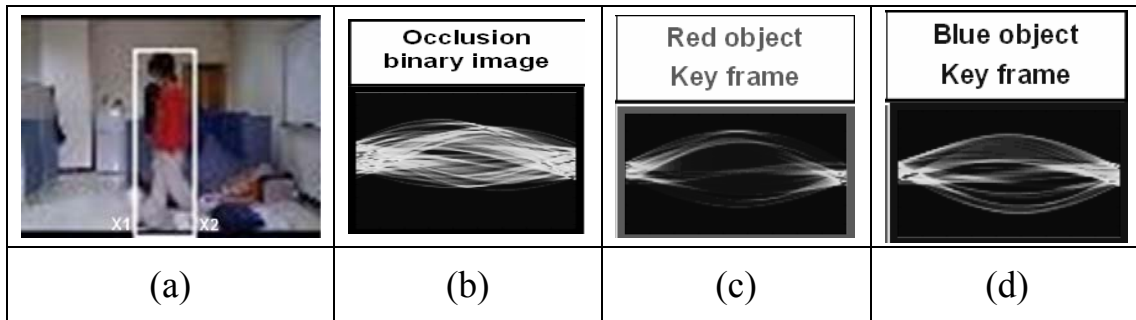 X1 X2
Occlusion
binary image
Red object
Key frame
Blue object
Key frame
(a) (b) (c) (d)